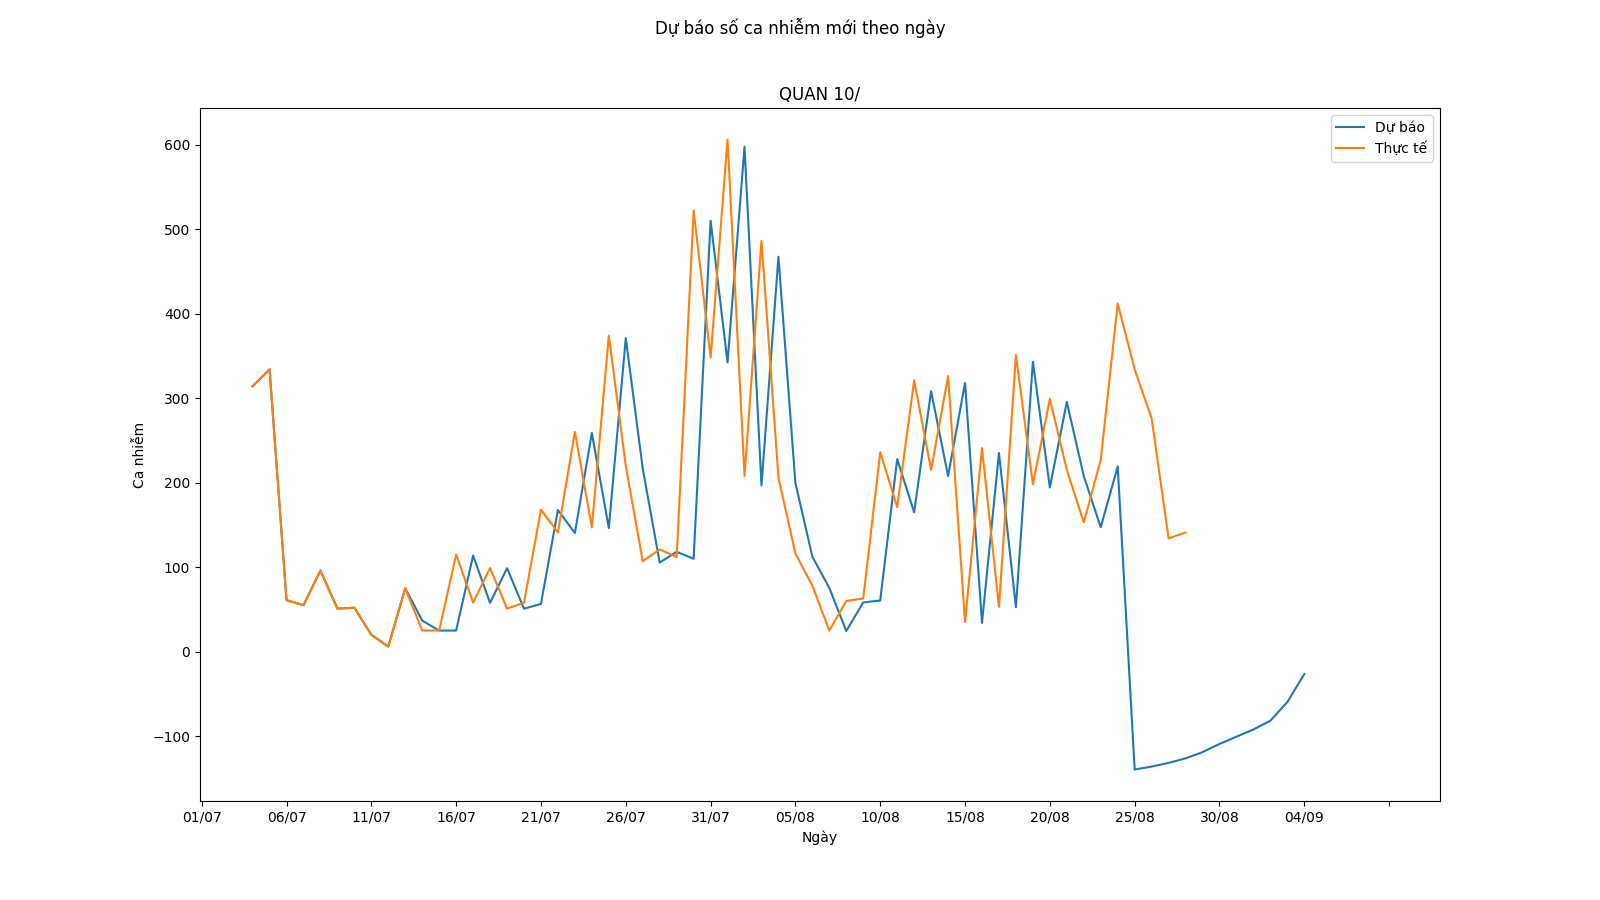 Dự báo số ca nhiễm mới theo ngày
QUAN 10/
Dự báo
Thực tế
600
500
400
300
200
100
0
−100
Ca nhiễm
01/07 06/07 11/07 16/07 21/07 26/07 31/07 05/08 10/08 15/08 20/08 25/08 30/08 04/09
Ngày